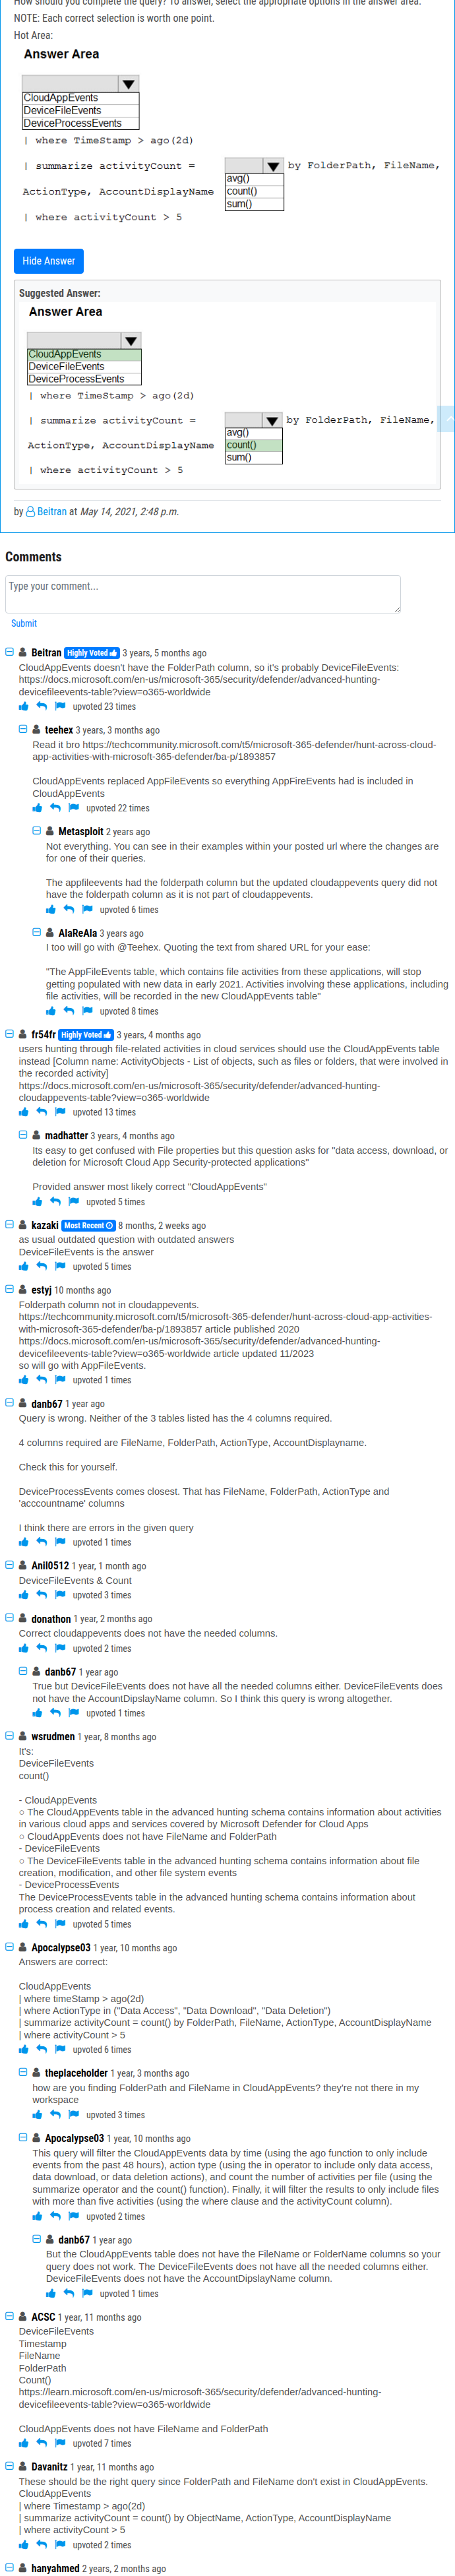 How should you complete the query? To answer, select the appropriate options in the answer area.
NOTE: Each correct selection is worth one point.
Hot Area:
Answer Area
CloudAppEvents
DeviceFileEvents
DeviceProcessEvents
| where TimeStamp > ago(2d)
| summarize activityCount = by FolderPath, FileName,
avg()
ActionType, AccountDisplayName count()
sum()
| where activityCount > 5
Hide Answer
Suggested Answer:
Answer Area
CloudAppEvents
DeviceFileEvents
DeviceProcessEvents
| where TimeStamp > ago(2d)
| summarize activityCount = by FolderPath, FileName,
avg()
ActionType, AccountDisplayName count()
sum()
| where activityCount > 5
by Beitran at May 14, 2021, 2:48 p.m.
Comments
Type your comment...
Submit
Beitran Highly Voted 3 years, 5 months ago
CloudAppEvents doesn't have the FolderPath column, so it's probably DeviceFileEvents:
https://docs.microsoft.com/en-us/microsoft-365/security/defender/advanced-hunting-
devicefileevents-table?view=o365-worldwide
upvoted 23 times
teehex 3 years, 3 months ago
Read it bro https://techcommunity.microsoft.com/t5/microsoft-365-defender/hunt-across-cloud-
app-activities-with-microsoft-365-defender/ba-p/1893857
CloudAppEvents replaced AppFileEvents so everything AppFireEvents had is included in
CloudAppEvents
upvoted 22 times
Metasploit 2 years ago
Not everything. You can see in their examples within your posted url where the changes are
for one of their queries.
The appfileevents had the folderpath column but the updated cloudappevents query did not
have the folderpath column as it is not part of cloudappevents.
upvoted 6 times
AlaReAla 3 years ago
I too will go with @Teehex. Quoting the text from shared URL for your ease:
"The AppFileEvents table, which contains file activities from these applications, will stop
getting populated with new data in early 2021. Activities involving these applications, including
file activities, will be recorded in the new CloudAppEvents table"
upvoted 8 times
fr54fr Highly Voted 3 years, 4 months ago
users hunting through file-related activities in cloud services should use the CloudAppEvents table
instead [Column name: ActivityObjects - List of objects, such as files or folders, that were involved in
the recorded activity]
https://docs.microsoft.com/en-us/microsoft-365/security/defender/advanced-hunting-
cloudappevents-table?view=o365-worldwide
upvoted 13 times
madhatter 3 years, 4 months ago
Its easy to get confused with File properties but this question asks for "data access, download, or
deletion for Microsoft Cloud App Security-protected applications"
Provided answer most likely correct "CloudAppEvents"
upvoted 5 times
kazaki Most Recent 8 months, 2 weeks ago
as usual outdated question with outdated answers
DeviceFileEvents is the answer
upvoted 5 times
estyj 10 months ago
Folderpath column not in cloudappevents.
https://techcommunity.microsoft.com/t5/microsoft-365-defender/hunt-across-cloud-app-activities-
with-microsoft-365-defender/ba-p/1893857 article published 2020
https://docs.microsoft.com/en-us/microsoft-365/security/defender/advanced-hunting-
devicefileevents-table?view=o365-worldwide article updated 11/2023
so will go with AppFileEvents.
upvoted 1 times
danb67 1 year ago
Query is wrong. Neither of the 3 tables listed has the 4 columns required.
4 columns required are FileName, FolderPath, ActionType, AccountDisplayname.
Check this for yourself.
DeviceProcessEvents comes closest. That has FileName, FolderPath, ActionType and
'acccountname' columns
I think there are errors in the given query
upvoted 1 times
Anil0512 1 year, 1 month ago
DeviceFileEvents & Count
upvoted 3 times
donathon 1 year, 2 months ago
Correct cloudappevents does not have the needed columns.
upvoted 2 times
danb67 1 year ago
True but DeviceFileEvents does not have all the needed columns either. DeviceFileEvents does
not have the AccountDipslayName column. So I think this query is wrong altogether.
upvoted 1 times
wsrudmen 1 year, 8 months ago
It's:
DeviceFileEvents
count()
- CloudAppEvents
○ The CloudAppEvents table in the advanced hunting schema contains information about activities
in various cloud apps and services covered by Microsoft Defender for Cloud Apps
○ CloudAppEvents does not have FileName and FolderPath
- DeviceFileEvents
○ The DeviceFileEvents table in the advanced hunting schema contains information about file
creation, modification, and other file system events
- DeviceProcessEvents
The DeviceProcessEvents table in the advanced hunting schema contains information about
process creation and related events.
upvoted 5 times
Apocalypse03 1 year, 10 months ago
Answers are correct:
CloudAppEvents
| where timeStamp > ago(2d)
| where ActionType in ("Data Access", "Data Download", "Data Deletion")
| summarize activityCount = count() by FolderPath, FileName, ActionType, AccountDisplayName
| where activityCount > 5
upvoted 6 times
theplaceholder 1 year, 3 months ago
how are you finding FolderPath and FileName in CloudAppEvents? they're not there in my
workspace
upvoted 3 times
Apocalypse03 1 year, 10 months ago
This query will filter the CloudAppEvents data by time (using the ago function to only include
events from the past 48 hours), action type (using the in operator to include only data access,
data download, or data deletion actions), and count the number of activities per file (using the
summarize operator and the count() function). Finally, it will filter the results to only include files
with more than five activities (using the where clause and the activityCount column).
upvoted 2 times
danb67 1 year ago
But the CloudAppEvents table does not have the FileName or FolderName columns so your
query does not work. The DeviceFileEvents does not have all the needed columns either.
DeviceFileEvents does not have the AccountDipslayName column.
upvoted 1 times
ACSC 1 year, 11 months ago
DeviceFileEvents
Timestamp
FileName
FolderPath
Count()
https://learn.microsoft.com/en-us/microsoft-365/security/defender/advanced-hunting-
devicefileevents-table?view=o365-worldwide
CloudAppEvents does not have FileName and FolderPath
upvoted 7 times
Davanitz 1 year, 11 months ago
These should be the right query since FolderPath and FileName don't exist in CloudAppEvents.
CloudAppEvents
| where Timestamp > ago(2d)
| summarize activityCount = count() by ObjectName, ActionType, AccountDisplayName
| where activityCount > 5
upvoted 2 times
hanyahmed 2 years, 2 months ago